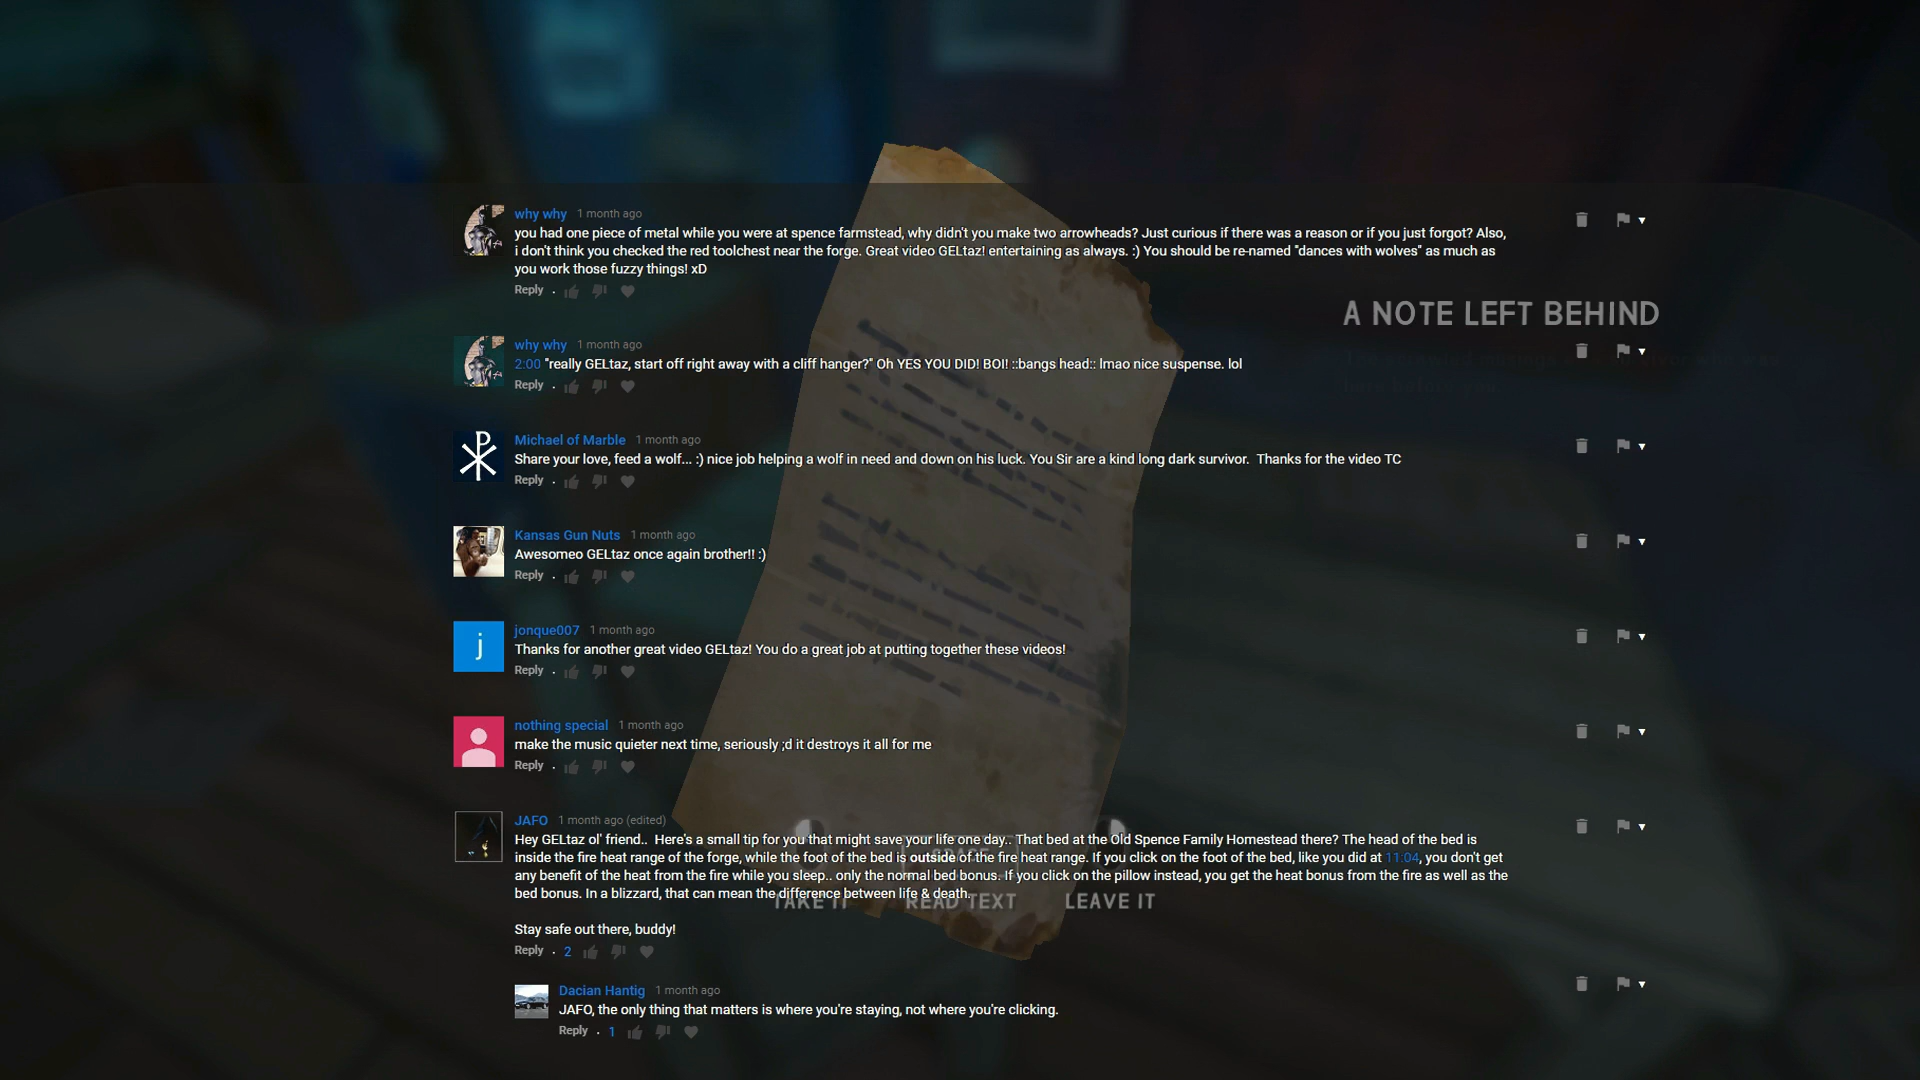 why why 1 month ago
you had one piece of metal while you were at spence farmstead, why didn't you make two arrowheads? Just curious if there was a reason or if you just forgot? Also,
i don't think you checked the red toolchest near the forge. Great video GELtaz! entertaining as always. :) You should be re-named "dances with wolves" as much as
you work those fuzzy things! xD
Reply .
A NOTE LEFT BEHIND
why why 1 month ago
2:00 "really GELtaz, start off right away with a cliff hanger?" Oh YES YOU DID! BOI! ::bangs head:: lmao nice suspense. lol
Reply .
Michael of Marble 1 month ago
Share your love, feed a wolf... :) nice job helping a wolf in need and down on his luck. You Sir are a kind long dark survivor.  Thanks for the video TC
Reply .
Kansas Gun Nuts 1 month ago
Awesomeo GELtaz once again brother!! :)
Reply .
j
jonque007 1 month ago
Thanks for another great video GELtaz! You do a great job at putting together these videos!
Reply .
nothing special 1 month ago
make the music quieter next time, seriously ;d it destroys it all for me
Reply .
JAFO 1 month ago (edited)
Hey GELtaz ol' friend..  Here's a small tip for you that might save your life one day.. That bed at the Old Spence Family Homestead there? The head of the bed is
inside the fire heat range of the forge, while the foot of the bed is outside of the fire heat range. If you click on the foot of the bed, like you did at 11:04, you don't get
any benefit of the heat from the fire while you sleep.. only the normal bed bonus. If you click on the pillow instead, you get the heat bonus from the fire as well as the
bed bonus. In a blizzard, that can mean the difference between life & death.
TAKE IT READ TEXT LEAVE IT
Stay safe out there, buddy!
Reply . 2
Dacian Hantig 1 month ago
JAFO, the only thing that matters is where you're staying, not where you're clicking.
Reply . 1